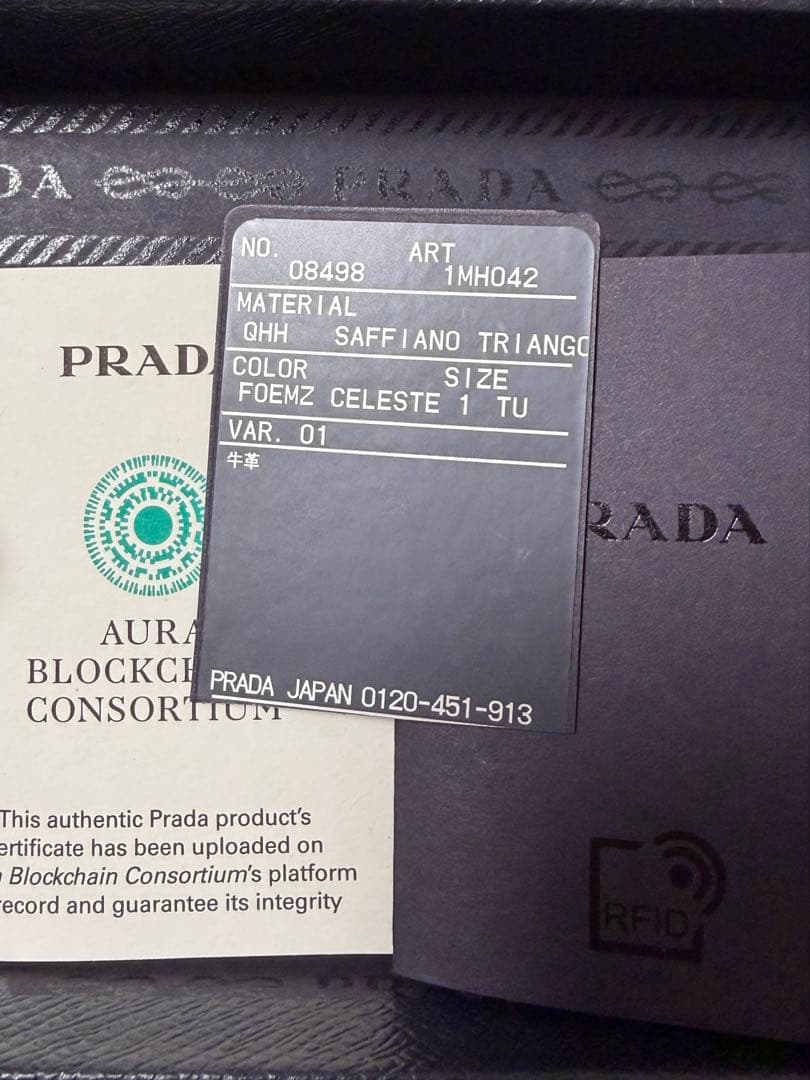 DA PRADA
NO. ART
08498 1MH042
MATERIAL
QHH SAFFIANO TRIANGO
COLOR SIZE
F0EMZ CELESTE 1 TU
VAR. 01
牛革
PRADA JAPAN 0120-451-913
PRADA
AURA
BLOCKCH
CONSORTIUM
This authentic Prada product's
ertificate has been uploaded on
Blockchain Consortium's platform
record and guarantee its integrity
RADA
RFID